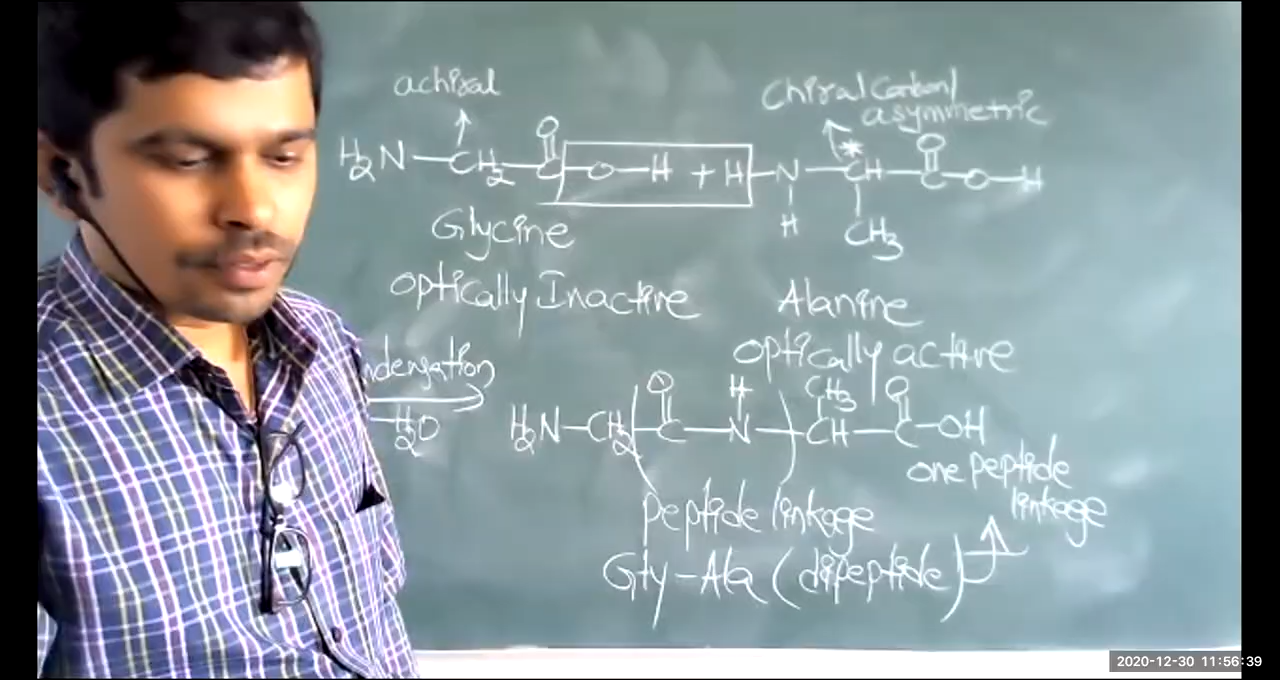 achiral
Chiral Carbon/
asymmetric
H2N—CH2—C—O—H + H—N—*CH—C—O—H
O
O
H
CH3
Glycine
Alanine
optically Inactive
optically active
ndensation
H2O
H2N—CH2—C—N—CH—C—OH
O
H
CH3
O
one peptide
linkage
peptide linkage
Gly-Ala (dipeptide)
2020-12-30 11:56:39